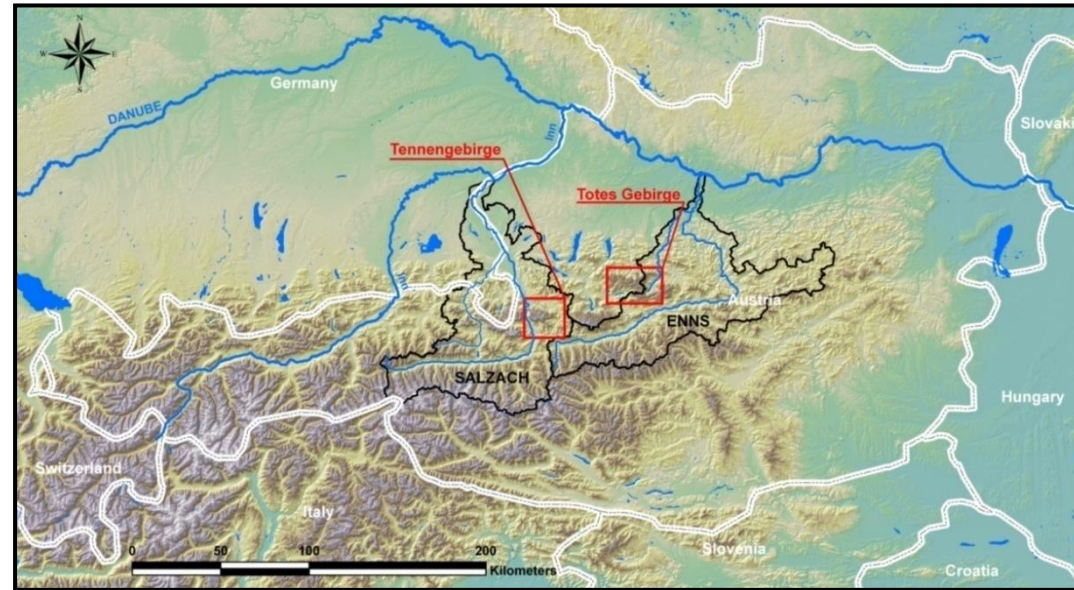 N
W E
S
Germany
DANUBE
Inn
Slovaki
Tennengebirge
Totes Gebirge
Inn
Austria
ENNS
SALZACH
Hungary
Switzerland
Italy
Slovenia
Croatia
0 50 100 200
Kilometers